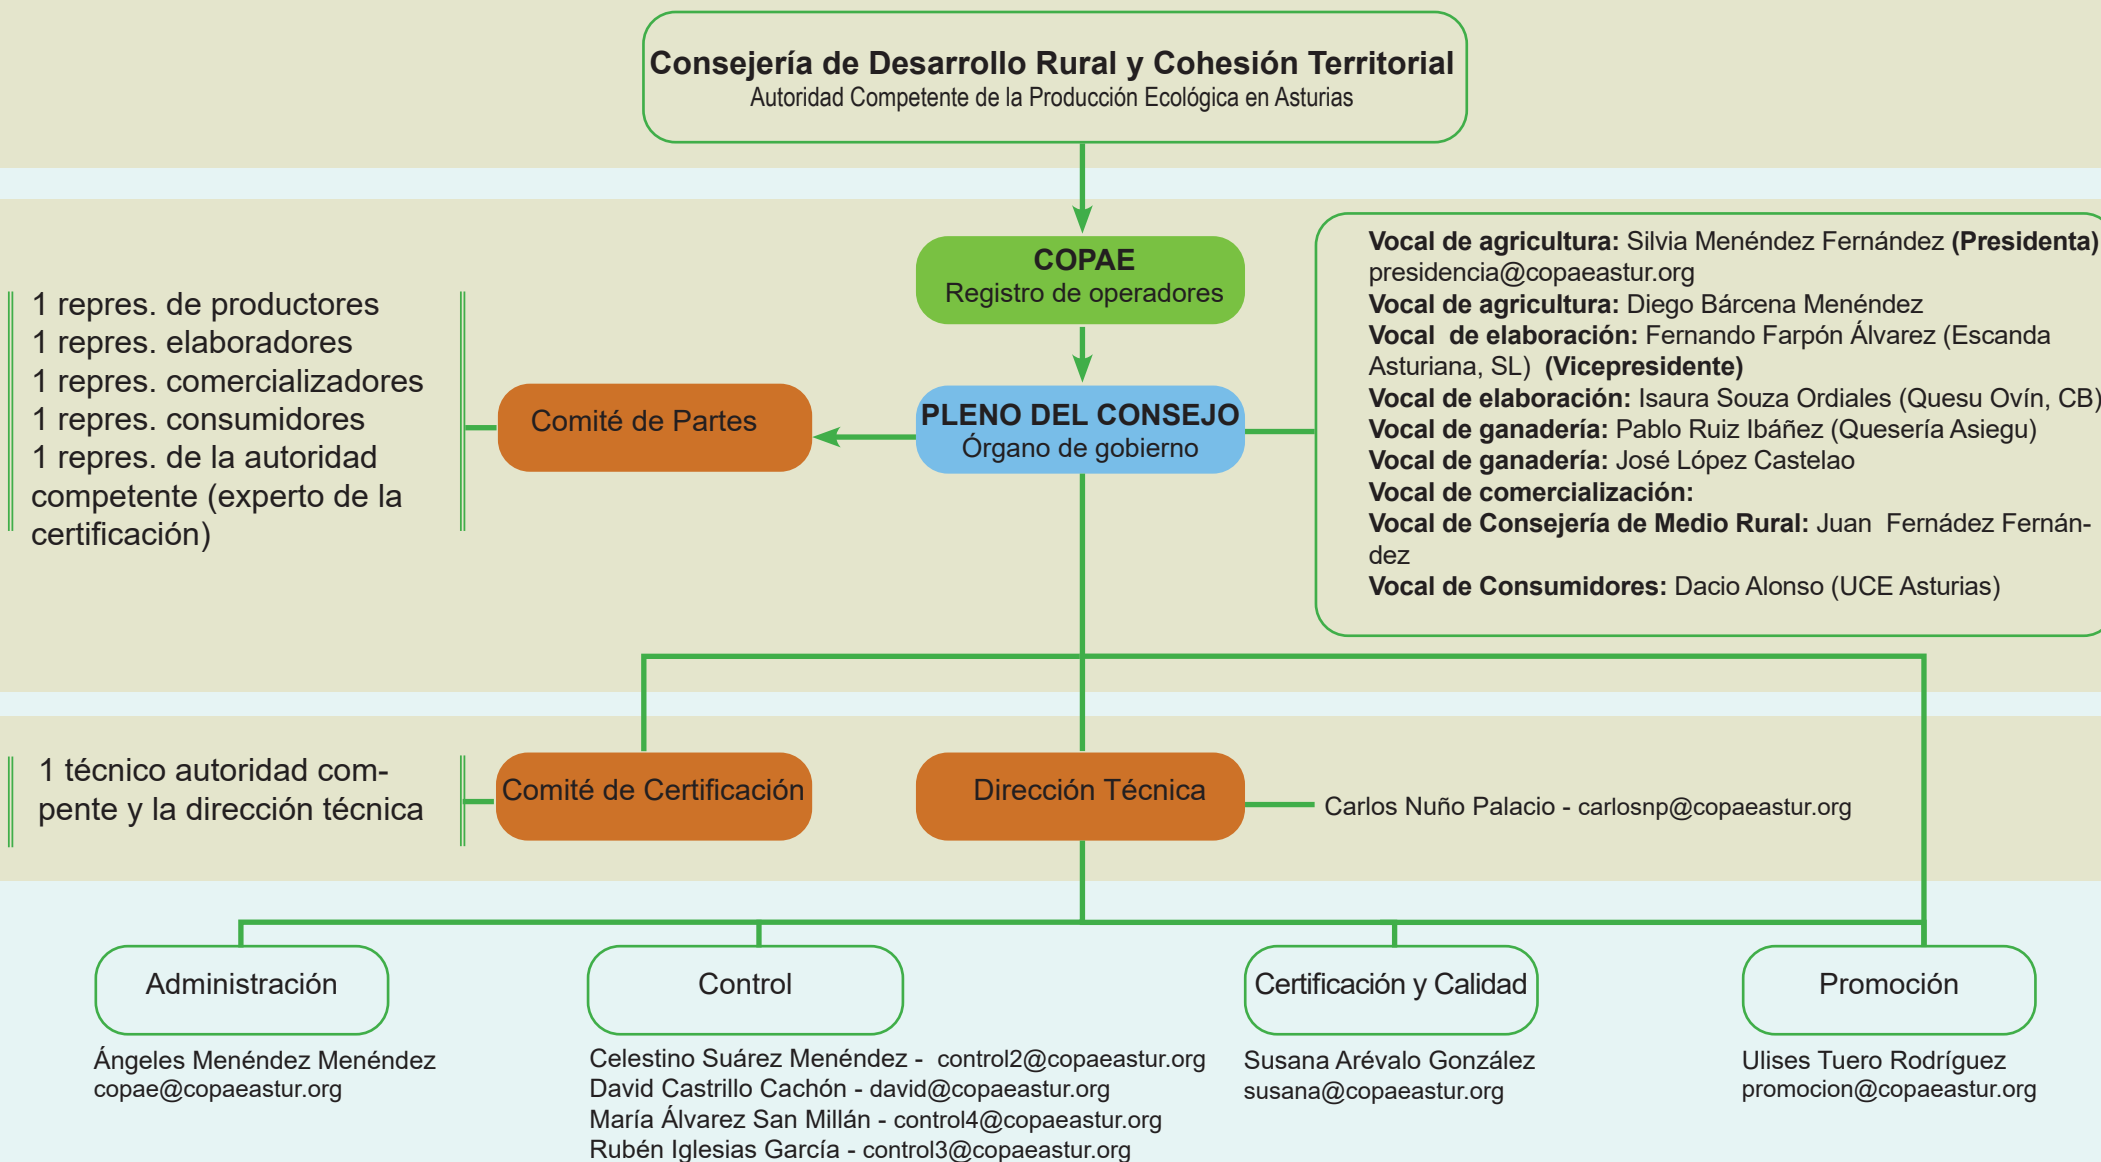 Consejería de Desarrollo Rural y Cohesión Territorial
Autoridad Competente de la Producción Ecológica en Asturias
COPAE
Registro de operadores
PLENO DEL CONSEJO
Órgano de gobierno
Vocal de agricultura: Silvia Menéndez Fernández (Presidenta)
presidencia@copaeastur.org
Vocal de agricultura: Diego Bárcena Menéndez
Vocal de elaboración: Fernando Farpón Álvarez (Escanda
Asturiana, SL) (Vicepresidente)
Vocal de elaboración: Isaura Souza Ordiales (Quesu Ovín, CB)
Vocal de ganadería: Pablo Ruiz Ibáñez (Quesería Asiegu)
Vocal de ganadería: José López Castelao
Vocal de comercialización:
Vocal de Consejería de Medio Rural: Juan Fernádez Fernán-
dez
Vocal de Consumidores: Dacio Alonso (UCE Asturias)
Comité de Partes
1 repres. de productores
1 repres. elaboradores
1 repres. comercializadores
1 repres. consumidores
1 repres. de la autoridad
competente (experto de la
certificación)
1 técnico autoridad com-
pente y la dirección técnica
Comité de Certificación
Dirección Técnica
Carlos Nuño Palacio - carlosnp@copaeastur.org
Administración
Ángeles Menéndez Menéndez
copae@copaeastur.org
Control
Celestino Suárez Menéndez - control2@copaeastur.org
David Castrillo Cachón - david@copaeastur.org
María Álvarez San Millán - control4@copaeastur.org
Rubén Iglesias García - control3@copaeastur.org
Certificación y Calidad
Susana Arévalo González
susana@copaeastur.org
Promoción
Ulises Tuero Rodríguez
promocion@copaeastur.org